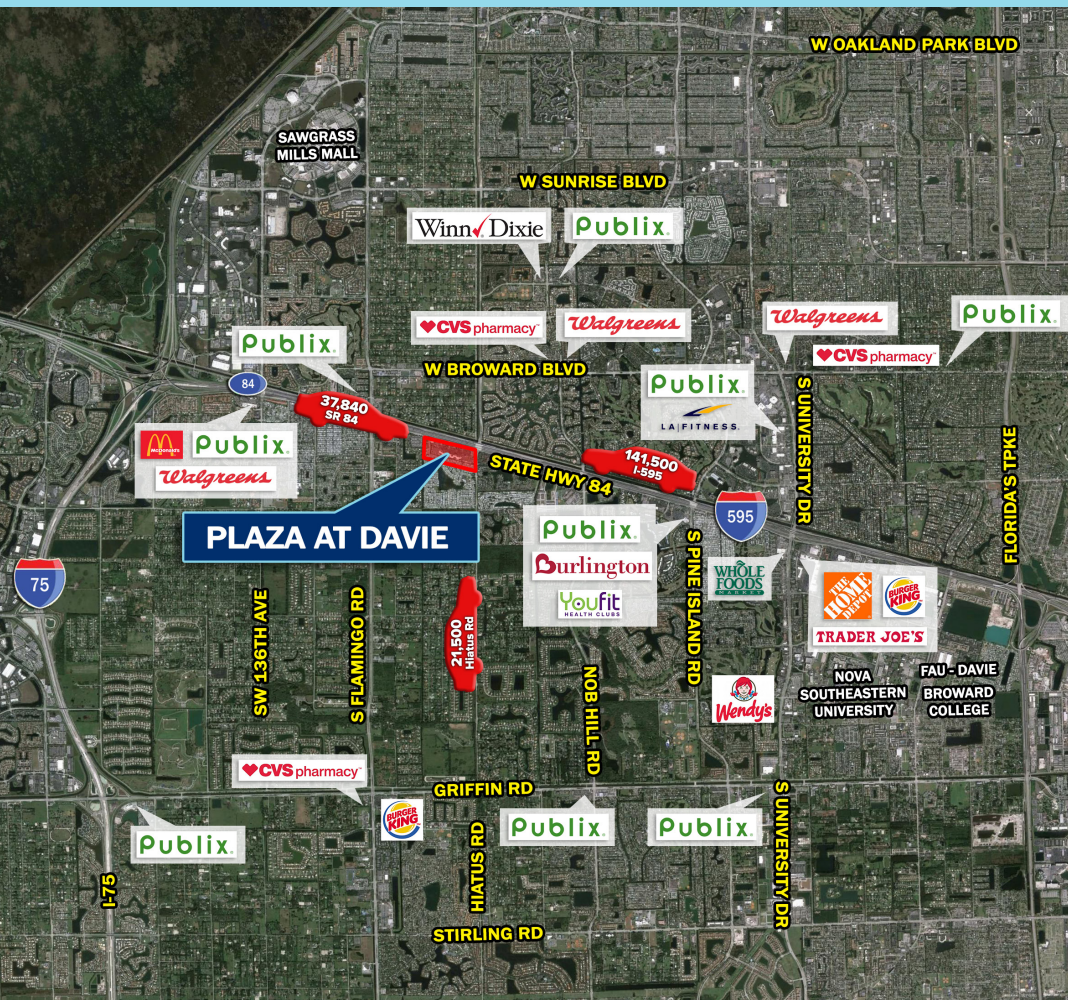 W OAKLAND PARK BLVD
SAWGRASS
MILLS MALL
W SUNRISE BLVD
Winn Dixie
Publix.
CVS pharmacy
Walgreens
Walgreens
Publix.
CVS pharmacy
Publix.
W BROWARD BLVD
84
37,840
SR 84
Publix.
LA FITNESS.
S UNIVERSITY DR
McDonald's
Publix.
Walgreens
STATE HWY 84
141,500
I-595
FLORIDA'S TPKE
PLAZA AT DAVIE
595
Publix.
Burlington
Youfit
HEALTH CLUBS
S PINE ISLAND RD
WHOLE
FOODS
MARKET
THE
HOME
DEPOT
BURGER
KING
TRADER JOE'S
75
SW 136TH AVE
S FLAMINGO RD
21,500
Hiatus Rd
NOB HILL RD
Wendy's
NOVA
SOUTHEASTERN
UNIVERSITY
FAU - DAVIE
BROWARD
COLLEGE
CVS pharmacy
GRIFFIN RD
BURGER
KING
Publix.
Publix.
Publix.
S UNIVERSITY DR
HIATUS RD
I-75
STIRLING RD